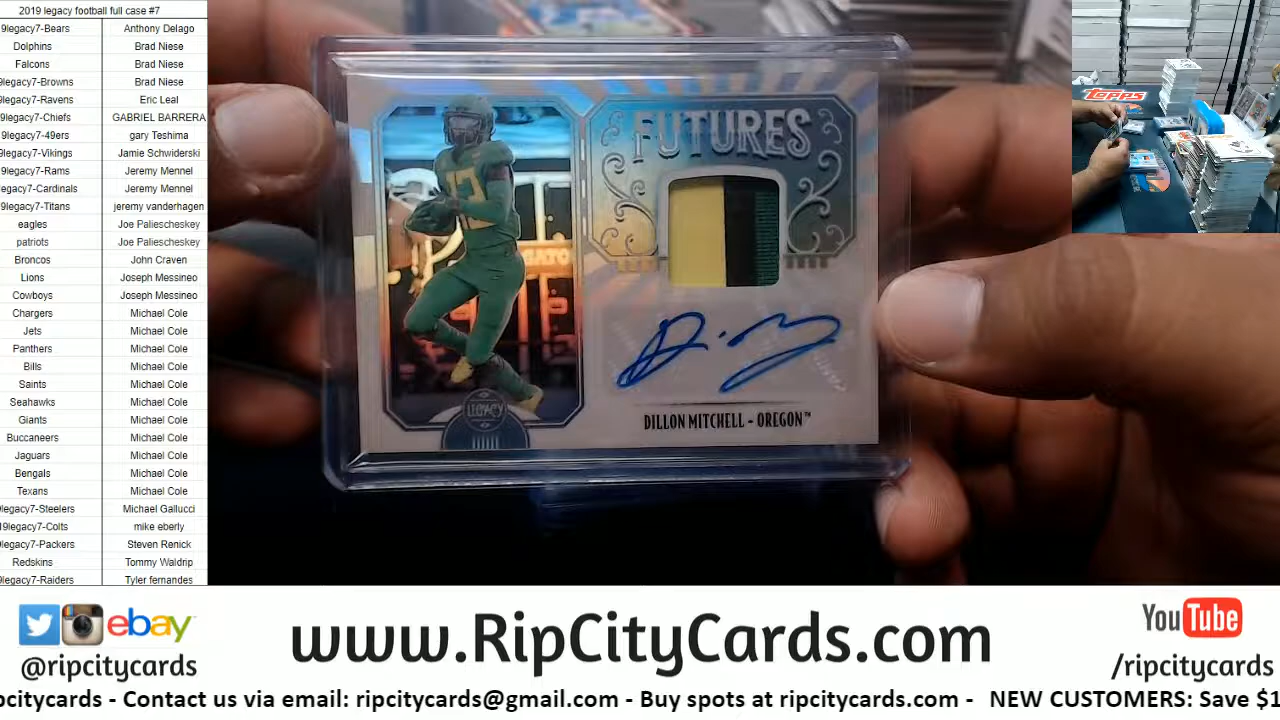 2019 legacy football full case #7
9legacy7-Bears Anthony Delago
Dolphins Brad Niese
Falcons Brad Niese
9legacy7-Browns Brad Niese
9legacy7-Ravens Eric Leal
9legacy7-Chiefs GABRIEL BARRERA
9legacy7-49ers gary Teshima
9legacy7-Vikings Jamie Schwiderski
9legacy7-Rams Jeremy Mennel
egacy7-Cardinals Jeremy Mennel
9legacy7-Titans jeremy vanderhagen
eagles Joe Paliescheskey
patriots Joe Paliescheskey
Broncos John Craven
Lions Joseph Messineo
Cowboys Joseph Messineo
Chargers Michael Cole
Jets Michael Cole
Panthers Michael Cole
Bills Michael Cole
Saints Michael Cole
Seahawks Michael Cole
Giants Michael Cole
Buccaneers Michael Cole
Jaguars Michael Cole
Bengals Michael Cole
Texans Michael Cole
9legacy7-Steelers Michael Gallucci
19legacy7-Colts mike eberly
9legacy7-Packers Steven Renick
Redskins Tommy Waldrip
9legacy7-Raiders Tyler fernandes
FUTURES
13
GATO
LEGACY
DILLON MITCHELL - OREGON™
TOPPS
ebay
@ripcitycards
www.RipCityCards.com
YouTube
/ripcitycards
pcitycards - Contact us via email: ripcitycards@gmail.com - Buy spots at ripcitycards.com - NEW CUSTOMERS: Save $1